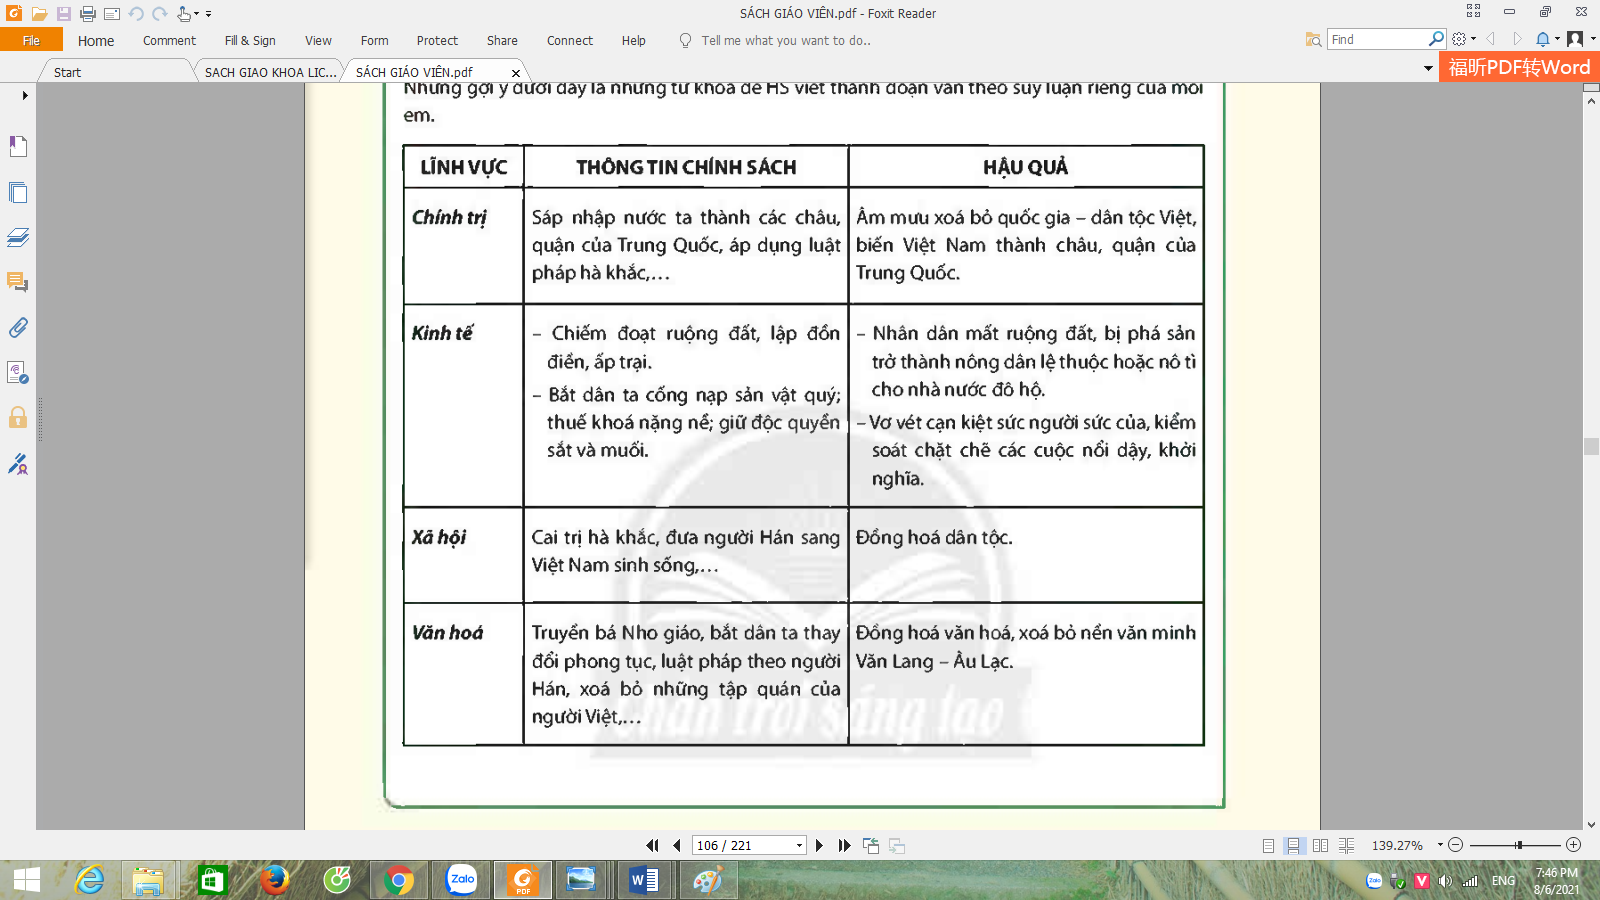 SÁCH GIÁO VIÊN.pdf - Foxit Reader
File Home Comment Fill & Sign View Form Protect Share Connect Help Tell me what you want to do.. Find
Start SACH GIAO KHOA LIC... SÁCH GIÁO VIÊN.pdf 福昕PDF转Word
Những gợi ý dưới đây là những từ khoá để HS viết thành đoạn văn theo suy luận riêng của mỗi
em.
LĨNH VỰC THÔNG TIN CHÍNH SÁCH HẬU QUẢ
Chính trị
Sáp nhập nước ta thành các châu,
quận của Trung Quốc, áp dụng luật
pháp hà khắc,...
Âm mưu xoá bỏ quốc gia – dân tộc Việt,
biến Việt Nam thành châu, quận của
Trung Quốc.
Kinh tế
– Chiếm đoạt ruộng đất, lập đồn
điền, ấp trại.
– Bắt dân ta cống nạp sản vật quý;
thuế khoá nặng nề; giữ độc quyền
sắt và muối.
– Nhân dân mất ruộng đất, bị phá sản
trở thành nông dân lệ thuộc hoặc nô tì
cho nhà nước đô hộ.
– Vơ vét cạn kiệt sức người sức của, kiểm
soát chặt chẽ các cuộc nổi dậy, khởi
nghĩa.
Xã hội
Cai trị hà khắc, đưa người Hán sang
Việt Nam sinh sống,...
Đồng hoá dân tộc.
Văn hoá
Truyền bá Nho giáo, bắt dân ta thay
đổi phong tục, luật pháp theo người
Hán, xoá bỏ những tập quán của
người Việt,...
Đồng hoá văn hoá, xoá bỏ nền văn minh
Văn Lang – Âu Lạc.
Chân trời sáng tạo
106 / 221 139.27%
Zalo PDF ENG 7:46 PM
8/6/2021